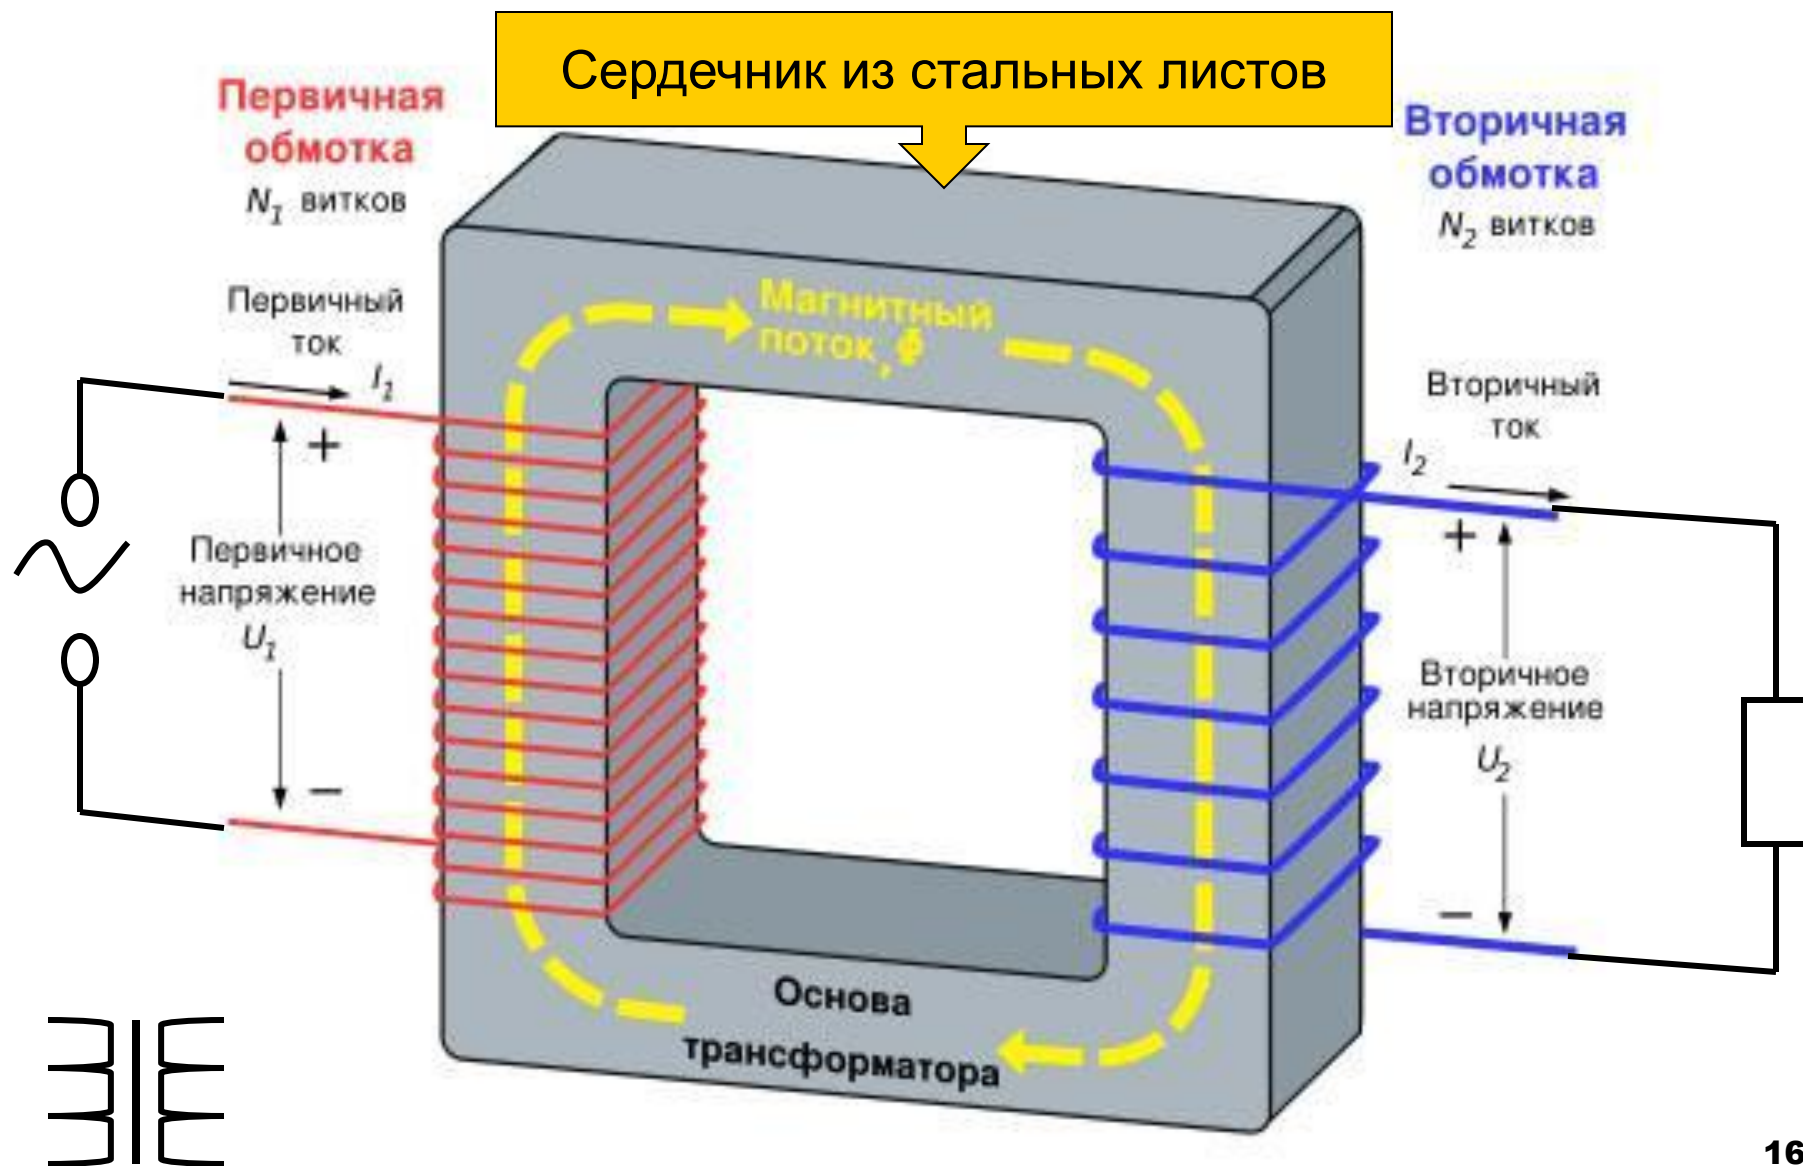 Сердечник из стальных листов
Первичная
обмотка
N1 витков
Вторичная
обмотка
N2 витков
Первичный
ток
I1
Магнитный
поток, Ф
Вторичный
ток
I2
+
+
Первичное
напряжение
U1
Вторичное
напряжение
U2
–
–
Основа
трансформатора
16